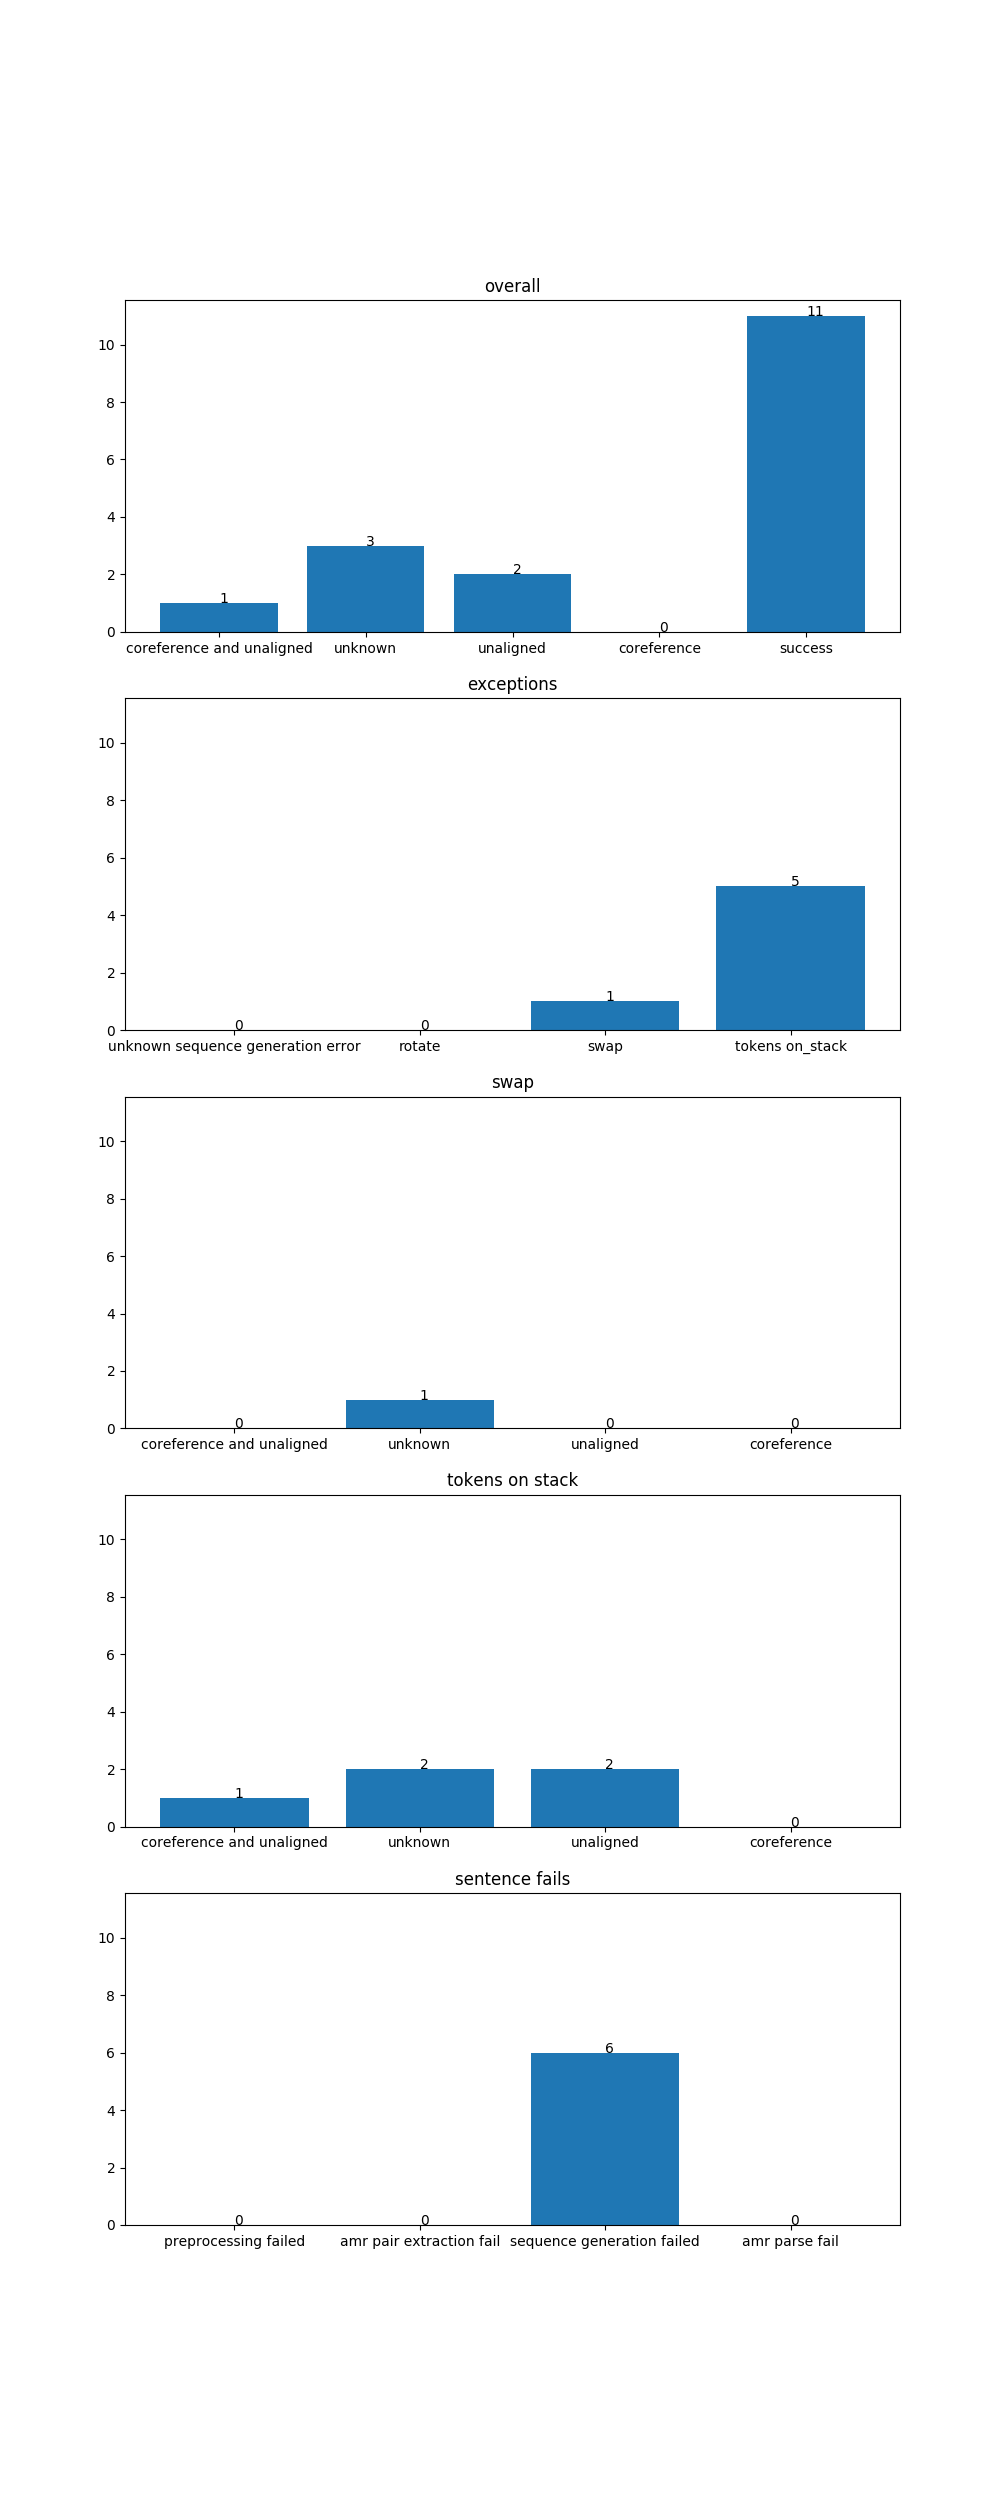 overall
11
10
8
6
4
3
2
2
1
0
0
coreference and unaligned unknown unaligned coreference success
exceptions
10
8
6
5
4
2
1
0 0 0
unknown sequence generation error rotate swap tokens on_stack
swap
10
8
6
4
2
1
0 0 0 0
coreference and unaligned unknown unaligned coreference
tokens on stack
10
8
6
4
2 2 2
1
0 0
coreference and unaligned unknown unaligned coreference
sentence fails
10
8
6 6
4
2
0 0 0 0
preprocessing failed amr pair extraction fail sequence generation failed amr parse fail